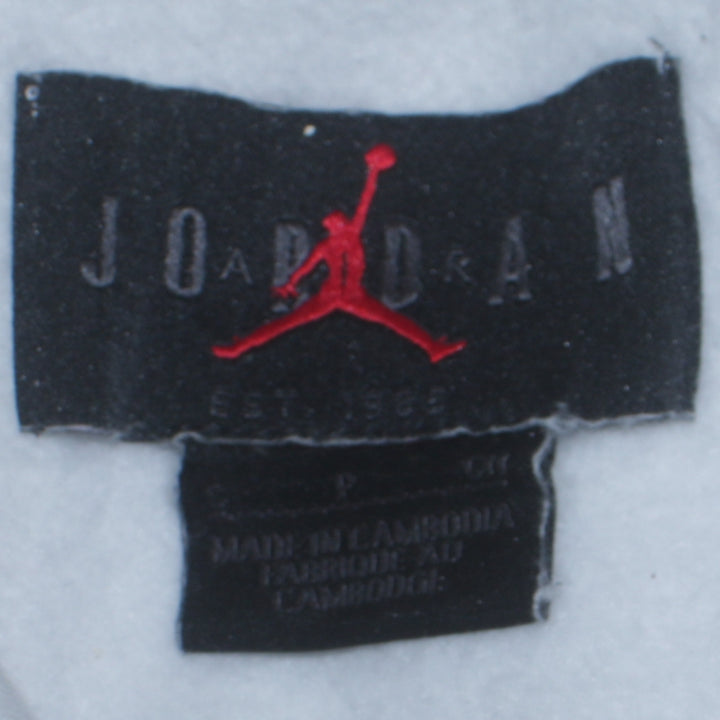 JORDAN
A R
EST. 1985
P
MADE IN CAMBODIA
FABRIQUE AU
CAMBODGE